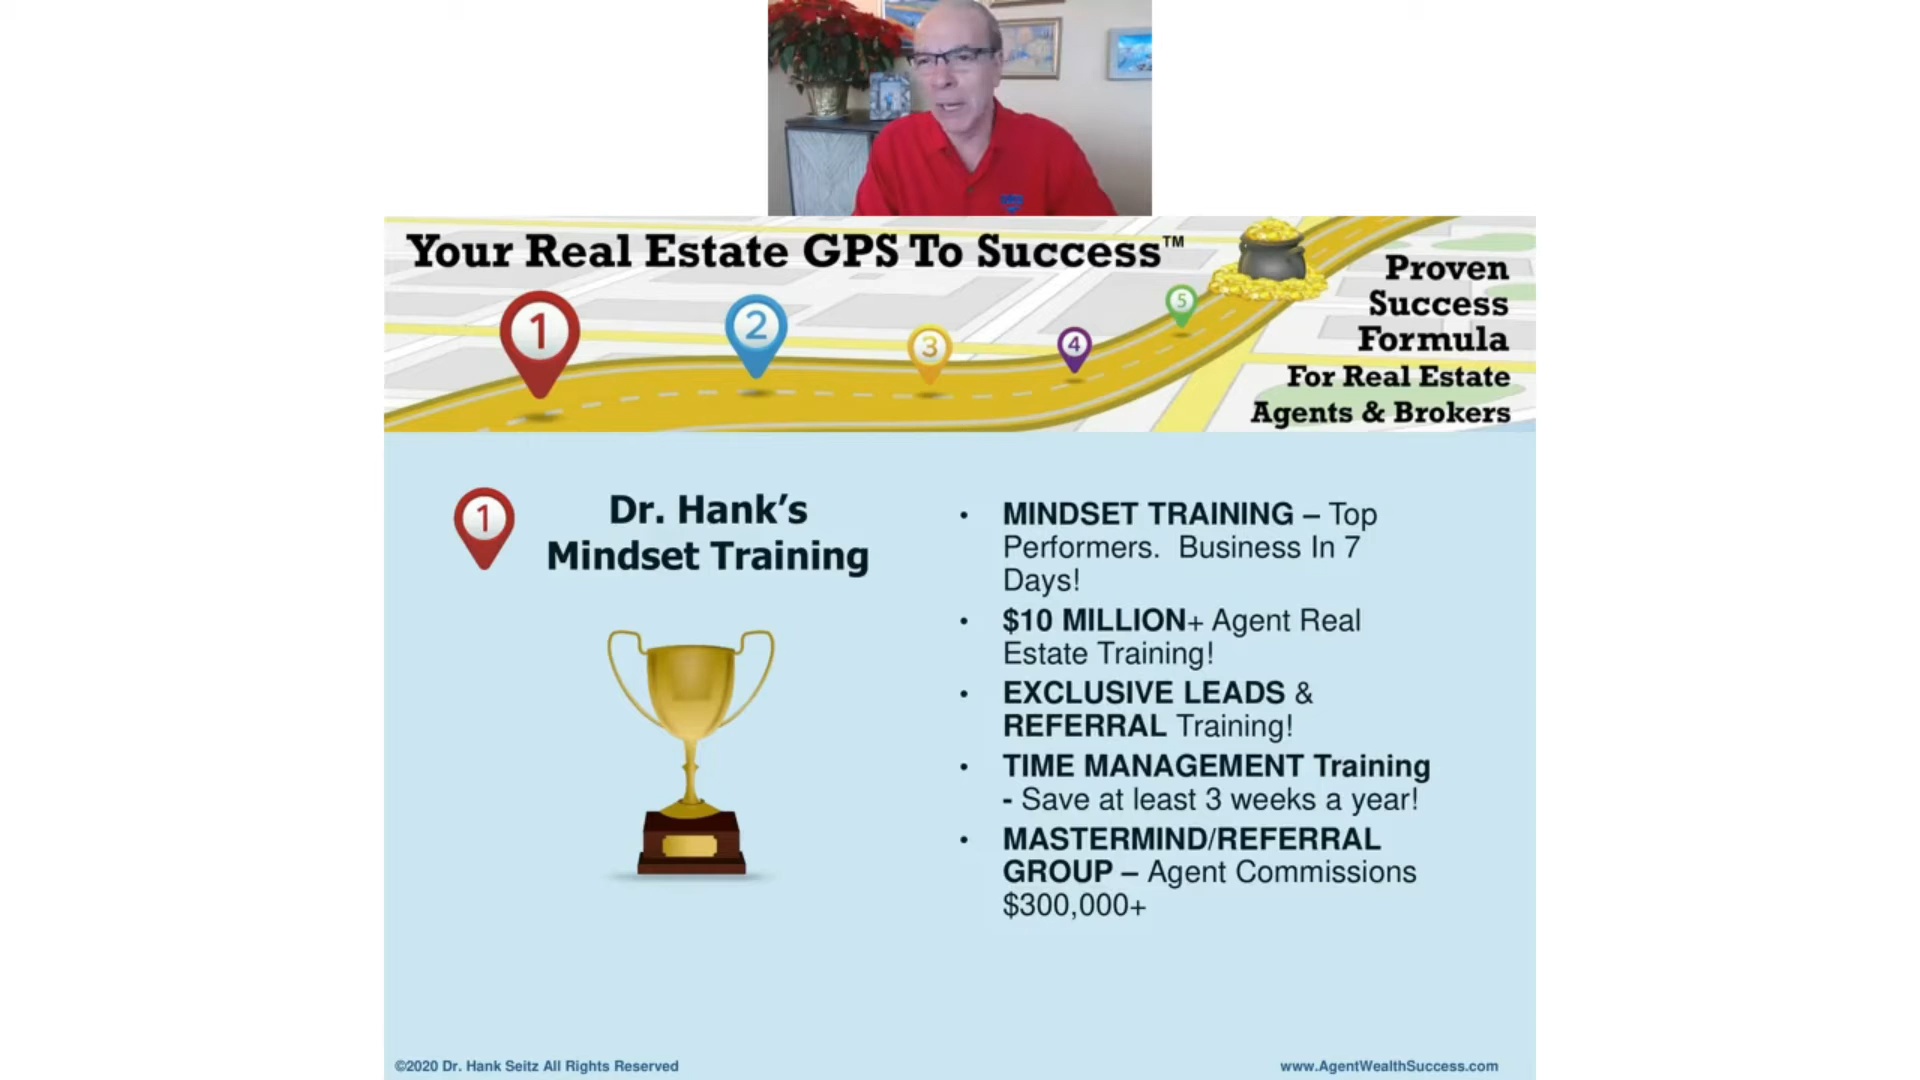 Your Real Estate GPS To Success™
1
2
3
4
5
Proven
Success
Formula
For Real Estate
Agents & Brokers
1
Dr. Hank’s
Mindset Training
• MINDSET TRAINING – Top
Performers. Business In 7
Days!
• $10 MILLION+ Agent Real
Estate Training!
• EXCLUSIVE LEADS &
REFERRAL Training!
• TIME MANAGEMENT Training
- Save at least 3 weeks a year!
• MASTERMIND/REFERRAL
GROUP – Agent Commissions
$300,000+
©2020 Dr. Hank Seitz All Rights Reserved
www.AgentWealthSuccess.com